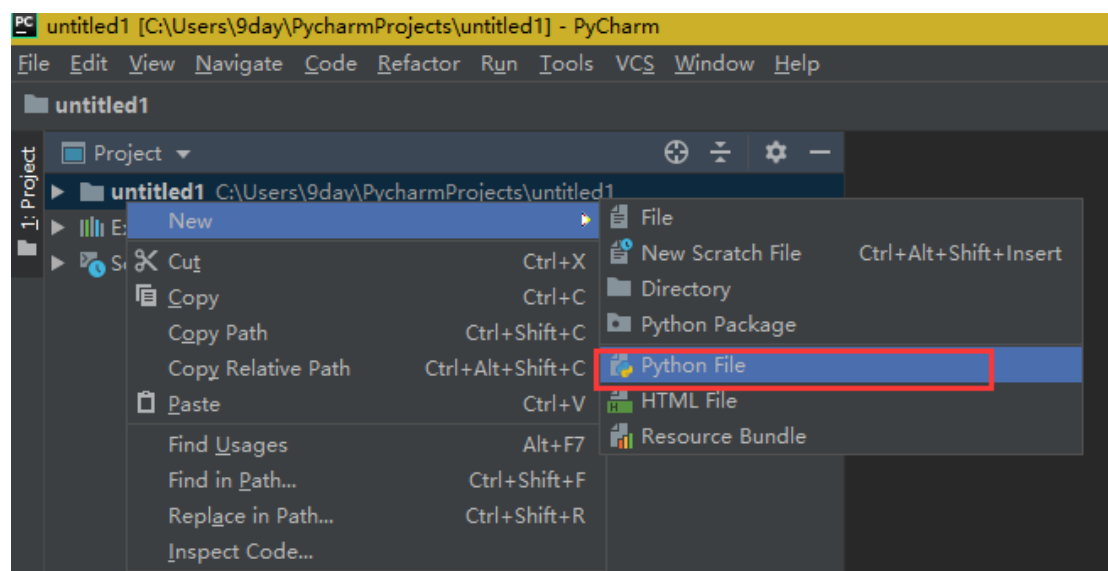 PC untitled1 [C:\Users\9day\PycharmProjects\untitled1] - PyCharm
File Edit View Navigate Code Refactor Run Tools VCS Window Help
untitled1
1: Project
Project
untitled1 C:\Users\9day\PycharmProjects\untitled1
New
Cut Ctrl+X
Copy Ctrl+C
Copy Path Ctrl+Shift+C
Copy Relative Path Ctrl+Alt+Shift+C
Paste Ctrl+V
Find Usages Alt+F7
Find in Path... Ctrl+Shift+F
Replace in Path... Ctrl+Shift+R
Inspect Code...
File
New Scratch File Ctrl+Alt+Shift+Insert
Directory
Python Package
Python File
HTML File
Resource Bundle